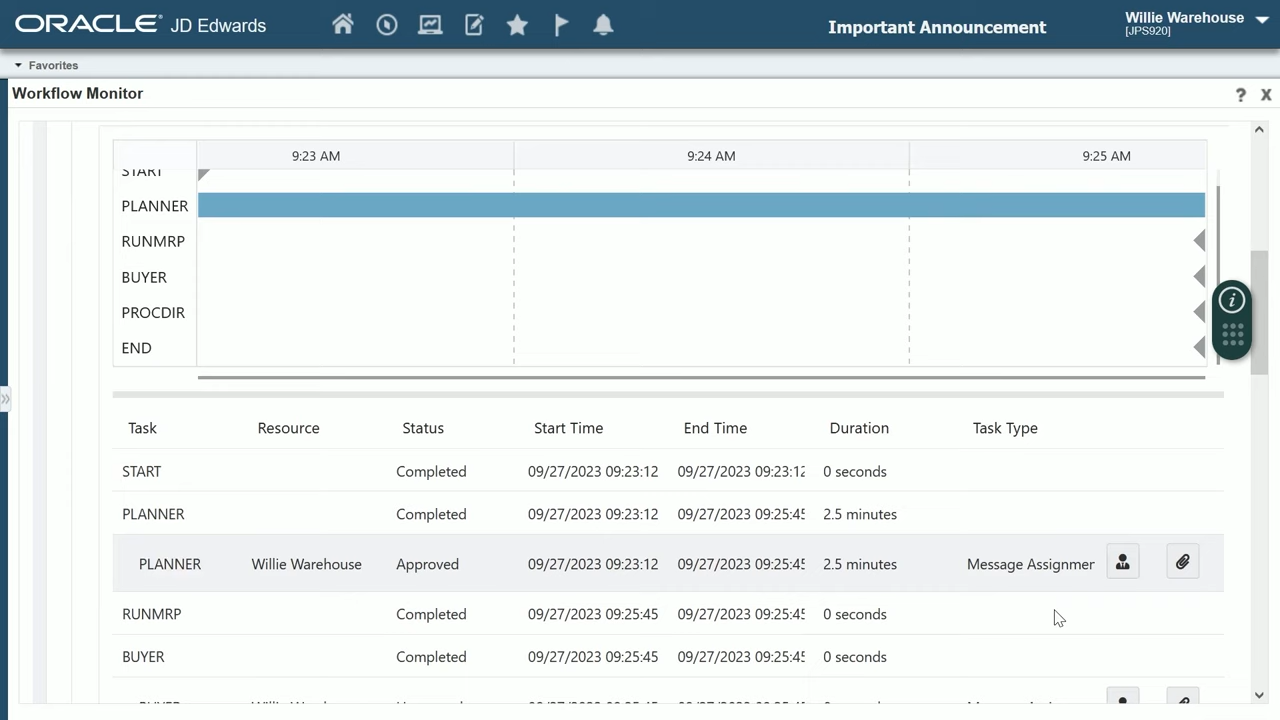 ORACLE JD Edwards
Important Announcement
Willie Warehouse
[JPS920]
Favorites
Workflow Monitor
? X
9:23 AM 9:24 AM 9:25 AM
START
PLANNER
RUNMRP
BUYER
PROCDIR
END
Task Resource Status Start Time End Time Duration Task Type
START Completed 09/27/2023 09:23:12 09/27/2023 09:23:12 0 seconds
PLANNER Completed 09/27/2023 09:23:12 09/27/2023 09:25:45 2.5 minutes
PLANNER Willie Warehouse Approved 09/27/2023 09:23:12 09/27/2023 09:25:45 2.5 minutes Message Assignmer
RUNMRP Completed 09/27/2023 09:25:45 09/27/2023 09:25:45 0 seconds
BUYER Completed 09/27/2023 09:25:45 09/27/2023 09:25:45 0 seconds